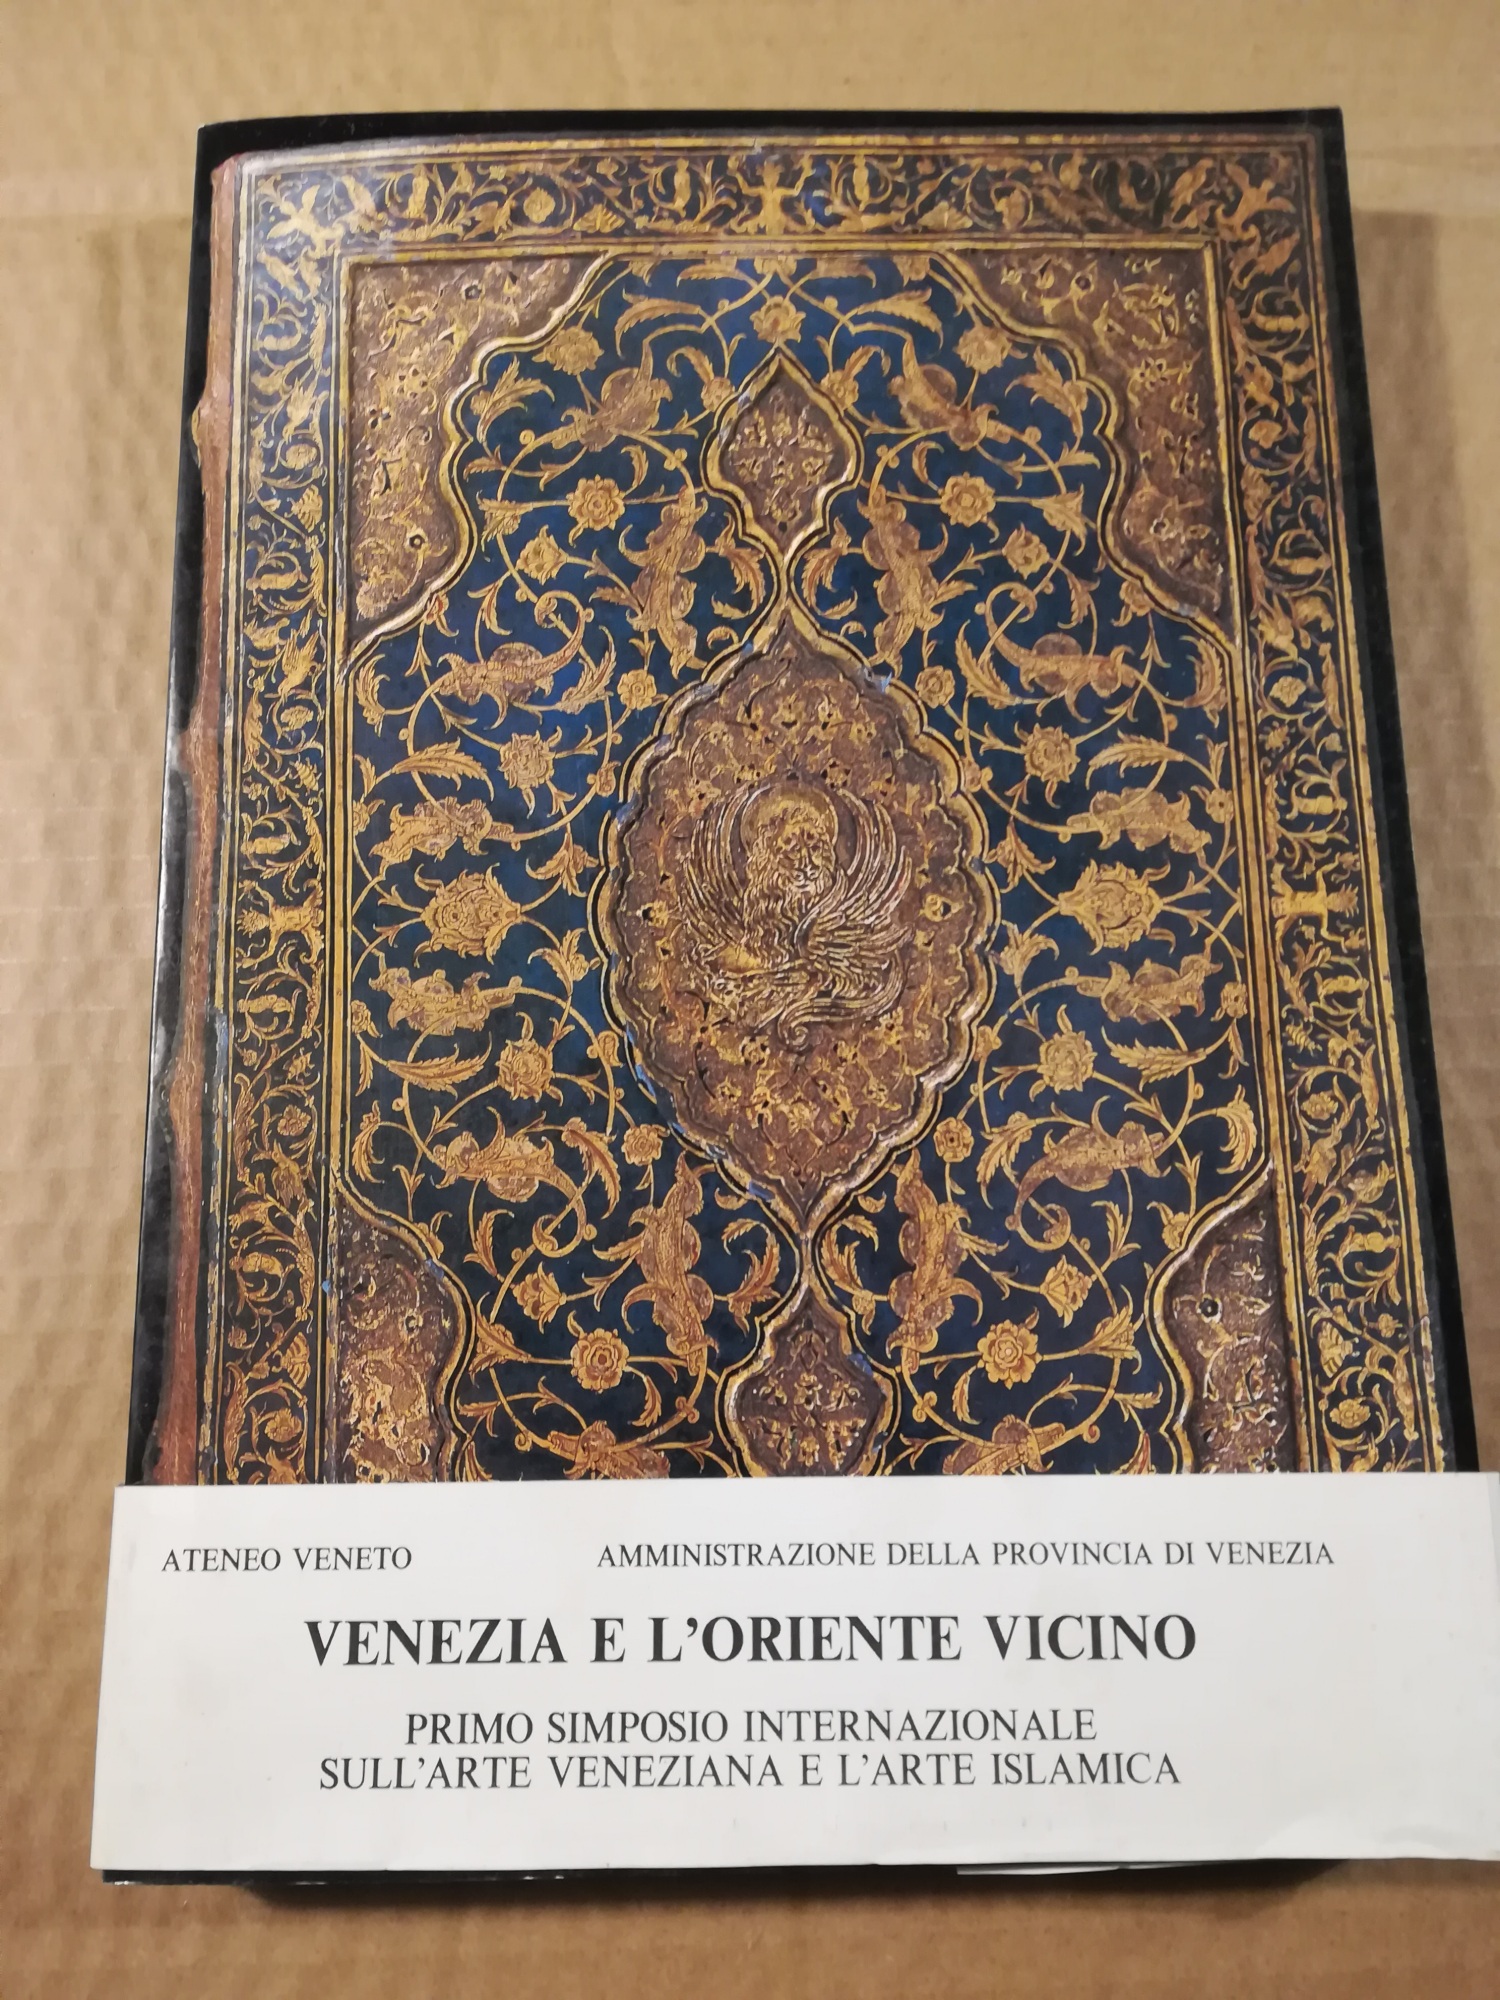 ATENEO VENETO AMMINISTRAZIONE DELLA PROVINCIA DI VENEZIA
VENEZIA E L'ORIENTE VICINO
PRIMO SIMPOSIO INTERNAZIONALE
SULL'ARTE VENEZIANA E L'ARTE ISLAMICA